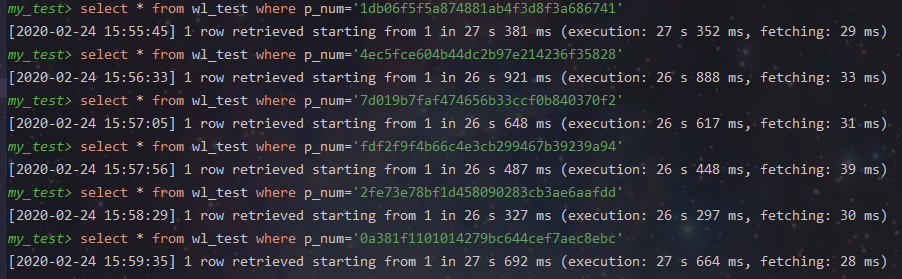 my_test> select * from wl_test where p_num='1db06f5f5a874881ab4f3d8f3a686741'
[2020-02-24 15:55:45] 1 row retrieved starting from 1 in 27 s 381 ms (execution: 27 s 352 ms, fetching: 29 ms)
my_test> select * from wl_test where p_num='4ec5fce604b44dc2b97e214236f35828'
[2020-02-24 15:56:33] 1 row retrieved starting from 1 in 26 s 921 ms (execution: 26 s 888 ms, fetching: 33 ms)
my_test> select * from wl_test where p_num='7d019b7faf474656b33ccf0b840370f2'
[2020-02-24 15:57:05] 1 row retrieved starting from 1 in 26 s 648 ms (execution: 26 s 617 ms, fetching: 31 ms)
my_test> select * from wl_test where p_num='fdf2f9f4b66c4e3cb299467b39239a94'
[2020-02-24 15:57:56] 1 row retrieved starting from 1 in 26 s 487 ms (execution: 26 s 448 ms, fetching: 39 ms)
my_test> select * from wl_test where p_num='2fe73e78bf1d458090283cb3ae6aafdd'
[2020-02-24 15:58:29] 1 row retrieved starting from 1 in 26 s 327 ms (execution: 26 s 297 ms, fetching: 30 ms)
my_test> select * from wl_test where p_num='0a381f1101014279bc644cef7aec8ebc'
[2020-02-24 15:59:35] 1 row retrieved starting from 1 in 27 s 692 ms (execution: 27 s 664 ms, fetching: 28 ms)